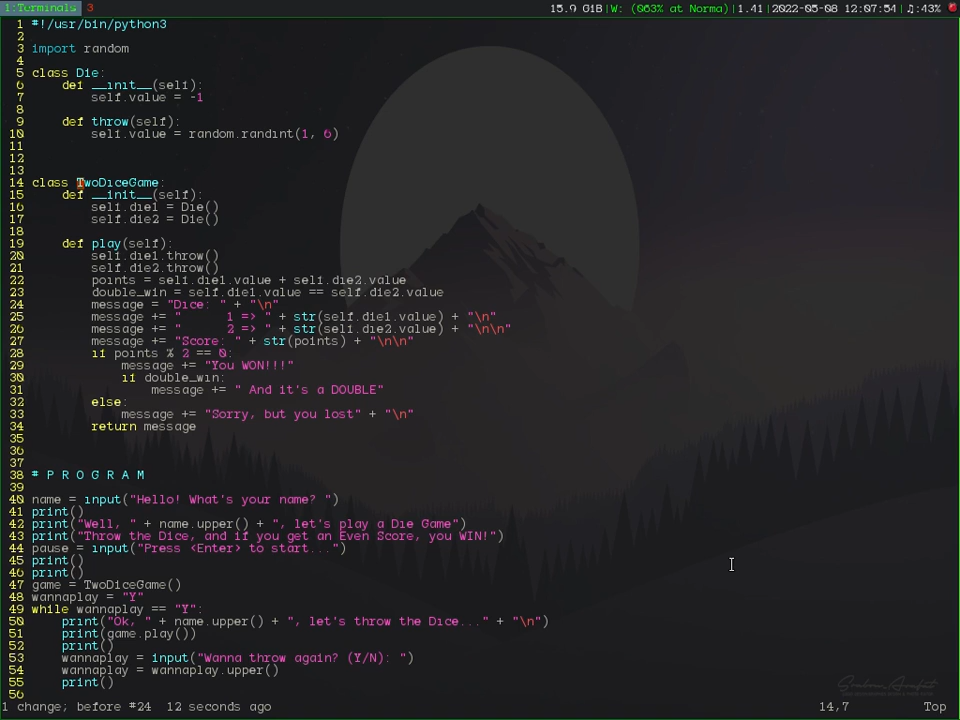 1:Terminals 3 15.9 GiB|W: (063% at Norma)|1.41|2022-05-08 12:07:54|♫:43%
1 #!/usr/bin/python3
2
3 import random
4
5 class Die:
6     def __init__(self):
7         self.value = -1
8
9     def throw(self):
10         self.value = random.randint(1, 6)
11
12
13
14 class TwoDiceGame:
15     def __init__(self):
16         self.die1 = Die()
17         self.die2 = Die()
18
19     def play(self):
20         self.die1.throw()
21         self.die2.throw()
22         points = self.die1.value + self.die2.value
23         double_win = self.die1.value == self.die2.value
24         message = "Dice: " + "\n"
25         message += "      1 => " + str(self.die1.value) + "\n"
26         message += "      2 => " + str(self.die2.value) + "\n\n"
27         message += "Score: " + str(points) + "\n\n"
28         if points % 2 == 0:
29             message += "You WON!!!"
30             if double_win:
31                 message += " And it's a DOUBLE"
32         else:
33             message += "Sorry, but you lost" + "\n"
34         return message
35
36
37
38 # P R O G R A M
39
40 name = input("Hello! What's your name? ")
41 print()
42 print("Well, " + name.upper() + ", let's play a Die Game")
43 print("Throw the Dice, and if you get an Even Score, you WIN!")
44 pause = input("Press <Enter> to start...")
45 print()
46 print()
47 game = TwoDiceGame()
48 wannaplay = "Y"
49 while wannaplay == "Y":
50     print("Ok, " + name.upper() + ", let's throw the Dice..." + "\n")
51     print(game.play())
52     print()
53     wannaplay = input("Wanna throw again? (Y/N): ")
54     wannaplay = wannaplay.upper()
55     print()
56
1 change; before #24  12 seconds ago 14,7 Top